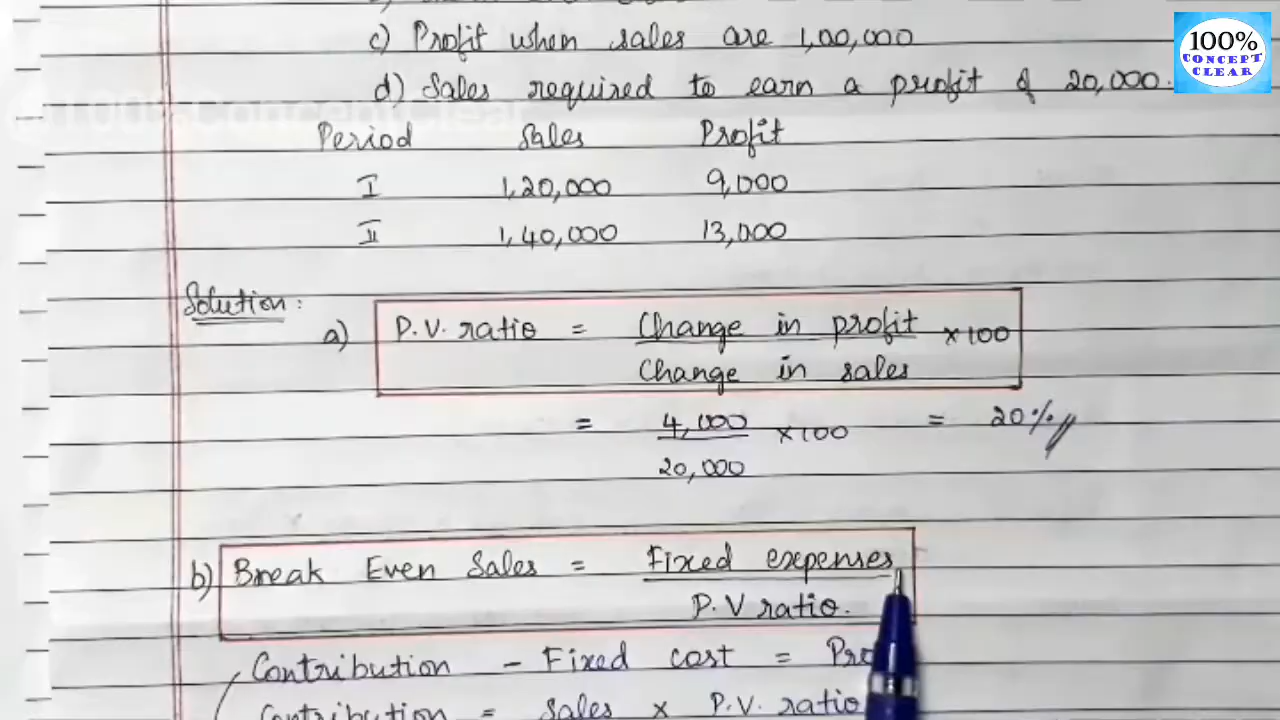 c) Profit when sales are 1,00,000
d) Sales required to earn a profit of 20,000.
Period Sales Profit
I 1,20,000 9,000
II 1,40,000 13,000
Solution:
a) P.V. ratio = Change in profit × 100
Change in sales
= 4,000 × 100 = 20%
20,000
b) Break Even Sales = Fixed expenses
P.V ratio.
Contribution - Fixed cost =
Contribution = Sales × P.V. ratio
100%
CONCEPT
CLEAR